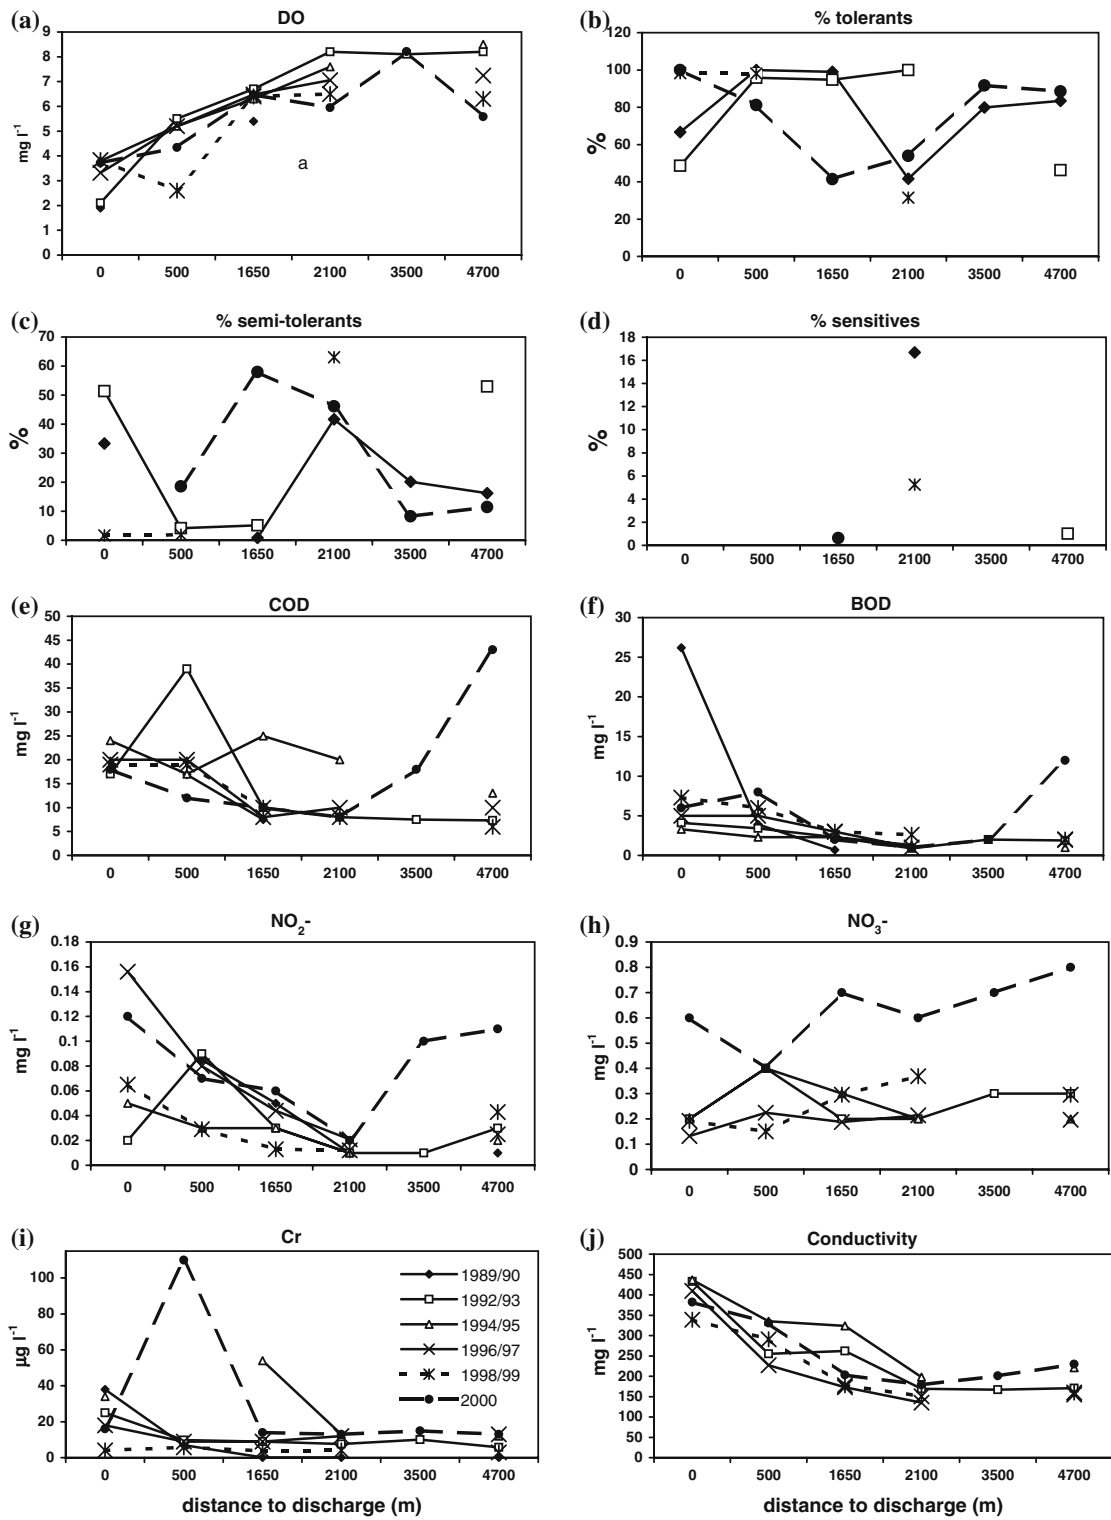 (a)
DO
9
8
7
6
5
4
3
2
1
0
mg l-1
a
0 500 1650 2100 3500 4700
(b)
% tolerants
120
100
80
60
40
20
0
%
0 500 1650 2100 3500 4700
(c)
% semi-tolerants
70
60
50
40
30
20
10
0
%
0 500 1650 2100 3500 4700
(d)
% sensitives
18
16
14
12
10
8
6
4
2
0
%
0 500 1650 2100 3500 4700
(e)
COD
50
45
40
35
30
25
20
15
10
5
0
mg l-1
0 500 1650 2100 3500 4700
(f)
BOD
30
25
20
15
10
5
0
mg l-1
0 500 1650 2100 3500 4700
(g)
NO2-
0.18
0.16
0.14
0.12
0.1
0.08
0.06
0.04
0.02
0
mg l-1
0 500 1650 2100 3500 4700
(h)
NO3-
0.9
0.8
0.7
0.6
0.5
0.4
0.3
0.2
0.1
0
mg l-1
0 500 1650 2100 3500 4700
(i)
Cr
100
80
60
40
20
0
µg l-1
1989/90
1992/93
1994/95
1996/97
1998/99
2000
0 500 1650 2100 3500 4700
distance to discharge (m)
(j)
Conductivity
500
450
400
350
300
250
200
150
100
50
0
mg l-1
0 500 1650 2100 3500 4700
distance to discharge (m)